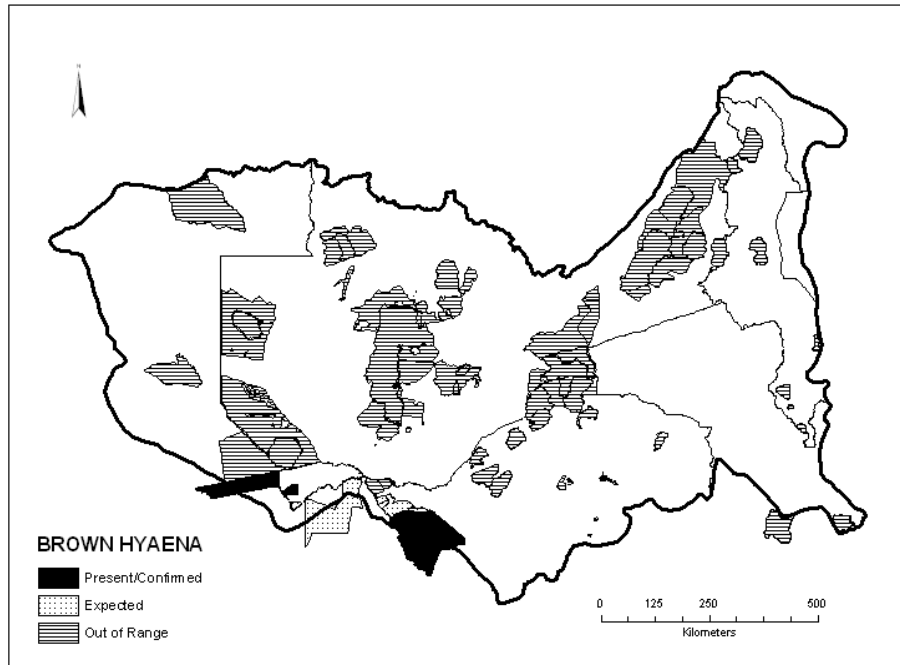 N
BROWN HYAENA
Present/Confirmed
Expected
Out of Range
0 125 250 500
Kilometers